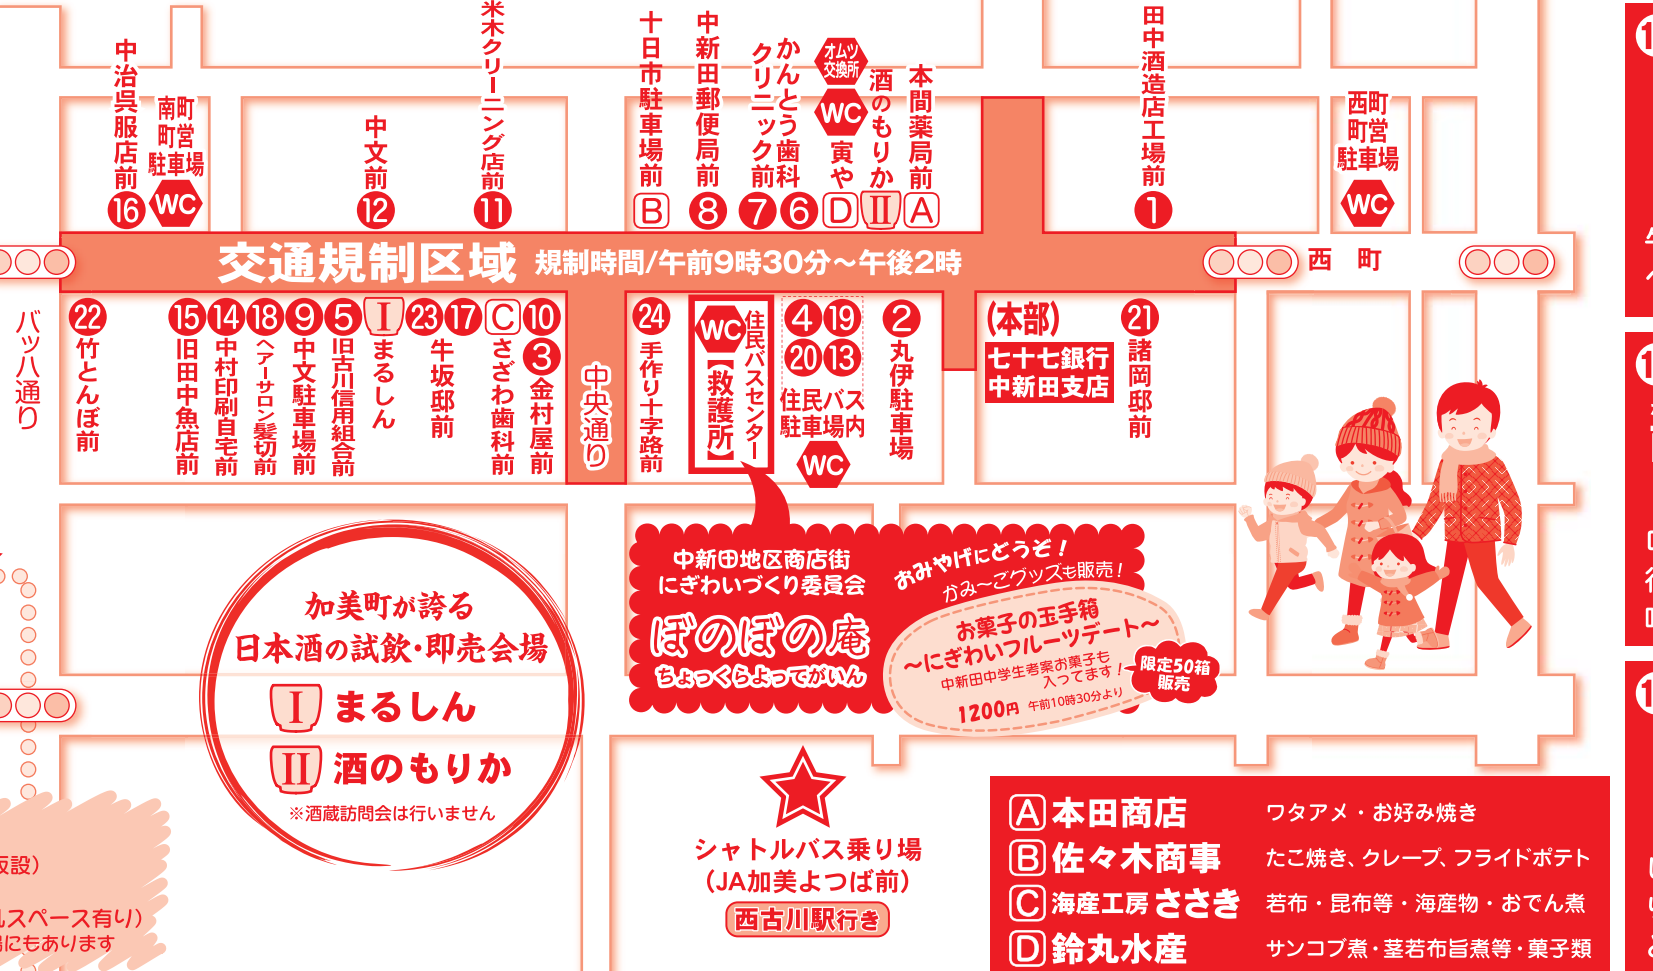 中治呉服店前
⑯
南町
町営
駐車場
WC
中文前
⑫
米木クリーニング店前
⑪
十日市駐車場前
B
中新田郵便局前
⑧
クリニック前
⑦
かんとう歯科
⑥
オムツ
交換所
WC
寅や
D
酒のもりか
II
本間薬局前
A
田中酒造店工場前
①
西町
町営
駐車場
WC
交通規制区域 規制時間/午前9時30分～午後2時
西 町
バッハ通り
㉒
竹とんぼ前
⑮
旧田中魚店前
⑭
中村印刷自宅前
⑱
ヘアーサロン髪切前
⑨
中文駐車場前
⑤
旧古川信用組合前
I
まるしん
㉓⑰
牛坂邸前
C
さざわ歯科前
⑩
③
金村屋前
中央通り
㉔
手作り十字路前
WC
住民バスセンター
【救護所】
④⑲
⑳⑬
住民バス
駐車場内
WC
②
丸伊駐車場
(本部)
七十七銀行
中新田支店
㉑
諸岡邸前
加美町が誇る
日本酒の試飲・即売会場
I まるしん
II 酒のもりか
※酒蔵訪問会は行いません
中新田地区商店街
にぎわいづくり委員会
ぼのぼの庵
ちょっくらよってがいん
おみやげにどうぞ！
かみ～ごグッズも販売！
お菓子の玉手箱
～にぎわいフルーツデート～
中新田中学生考案お菓子も
入ってます！
1200円 午前10時30分より
限定50箱
販売
シャトルバス乗り場
（JA加美よつば前）
西古川駅行き
A 本田商店 ワタアメ・お好み焼き
B 佐々木商事 たこ焼き、クレープ、フライドポテト
C 海産工房 ささき 若布・昆布等・海産物・おでん煮
D 鈴丸水産 サンコブ煮・茎若布旨煮等・菓子類
設）
スペース有り）
にもあります